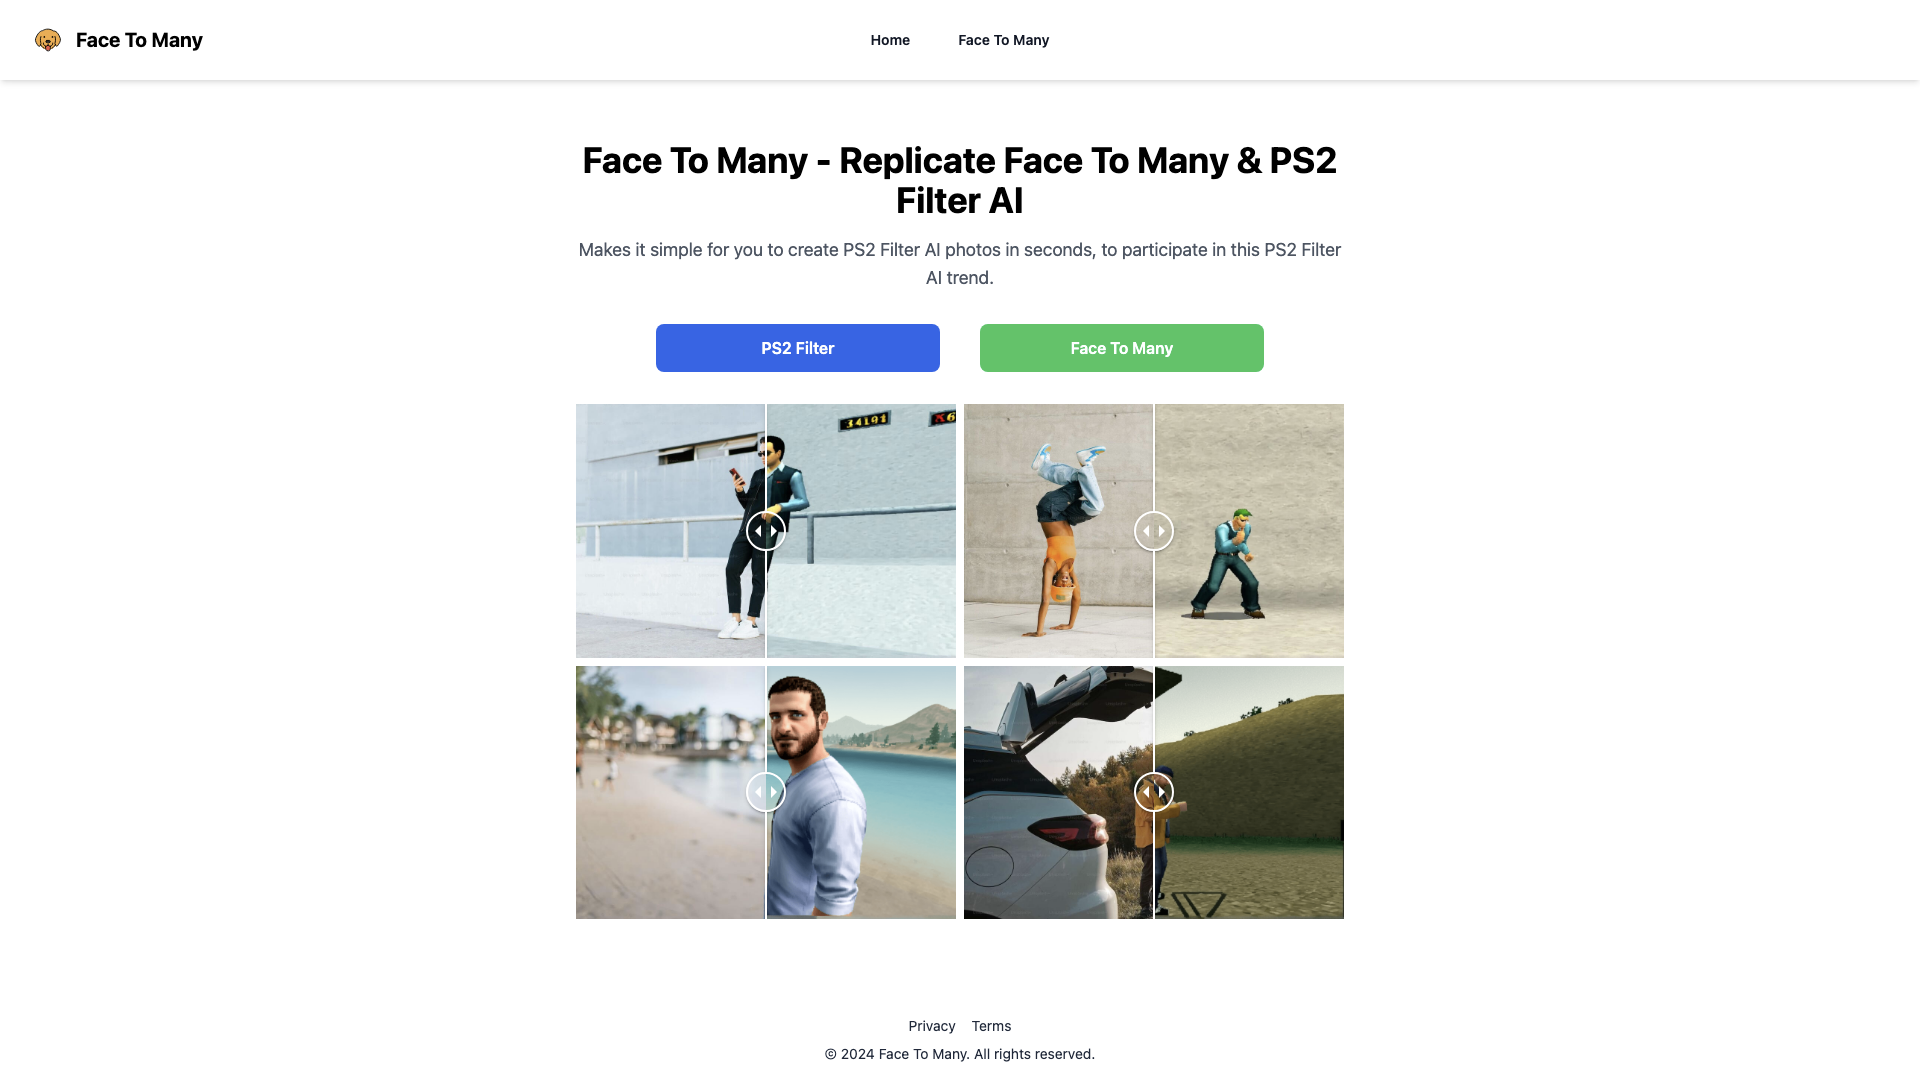 Face To Many
Home
Face To Many
Face To Many - Replicate Face To Many & PS2
Filter AI
Makes it simple for you to create PS2 Filter AI photos in seconds, to participate in this PS2 Filter
AI trend.
PS2 Filter
Face To Many
34191
Privacy
Terms
© 2024 Face To Many. All rights reserved.